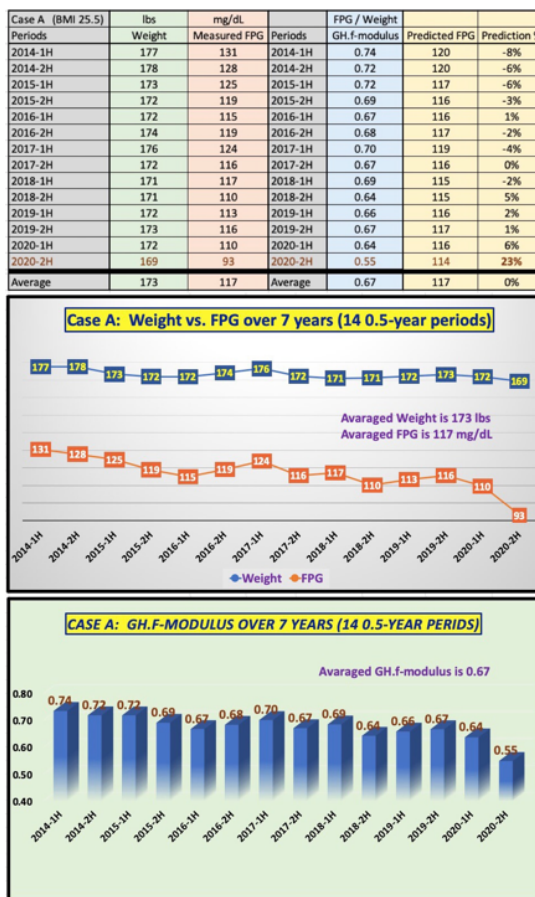 Case A (BMI 25.5) lbs mg/dL FPG / Weight
Periods Weight Measured FPG Periods GH.f-modulus Predicted FPG Prediction
2014-1H 177 131 2014-1H 0.74 120 -8%
2014-2H 178 128 2014-2H 0.72 120 -6%
2015-1H 173 125 2015-1H 0.72 117 -6%
2015-2H 172 119 2015-2H 0.69 116 -3%
2016-1H 172 115 2016-1H 0.67 116 1%
2016-2H 174 119 2016-2H 0.68 117 -2%
2017-1H 176 124 2017-1H 0.70 119 -4%
2017-2H 172 116 2017-2H 0.67 116 0%
2018-1H 171 117 2018-1H 0.69 115 -2%
2018-2H 171 110 2018-2H 0.64 115 5%
2019-1H 172 113 2019-1H 0.66 116 2%
2019-2H 173 116 2019-2H 0.67 117 1%
2020-1H 172 110 2020-1H 0.64 116 6%
2020-2H 169 93 2020-2H 0.55 114 23%
Average 173 117 Average 0.67 117 0%
Case A: Weight vs. FPG over 7 years (14 0.5-year periods)
177 178 173 172 172 174 176 172 171 171 172 173 172 169
Avaraged Weight is 173 lbs
Avaraged FPG is 117 mg/dL
131 128 125 119 115 119 124 116 117 110 113 116 110 93
2014-1H 2014-2H 2015-1H 2015-2H 2016-1H 2016-2H 2017-1H 2017-2H 2018-1H 2018-2H 2019-1H 2019-2H 2020-1H 2020-2H
Weight FPG
CASE A: GH.F-MODULUS OVER 7 YEARS (14 0.5-YEAR PERIDS)
Avaraged GH.f-modulus is 0.67
0.80
0.70
0.60
0.50
0.40
0.74 0.72 0.72 0.69 0.67 0.68 0.70 0.67 0.69 0.64 0.66 0.67 0.64 0.55
2014-1H 2014-2H 2015-1H 2015-2H 2016-1H 2016-2H 2017-1H 2017-2H 2018-1H 2018-2H 2019-1H 2019-2H 2020-1H 2020-2H